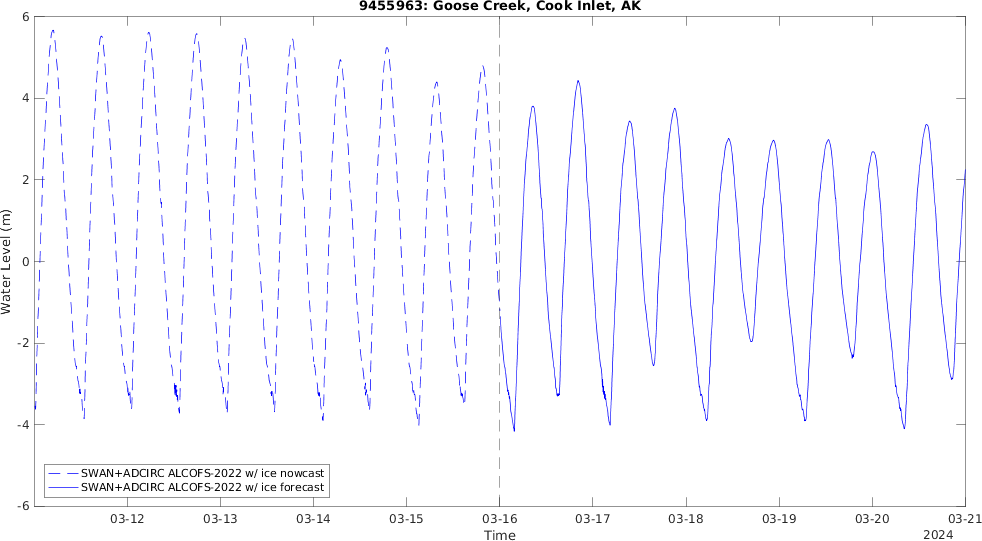 9455963: Goose Creek, Cook Inlet, AK
6
4
2
0
-2
-4
-6
Water Level (m)
SWAN+ADCIRC ALCOFS-2022 w/ ice nowcast
SWAN+ADCIRC ALCOFS-2022 w/ ice forecast
03-12 03-13 03-14 03-15 03-16 03-17 03-18 03-19 03-20 03-21
Time
2024